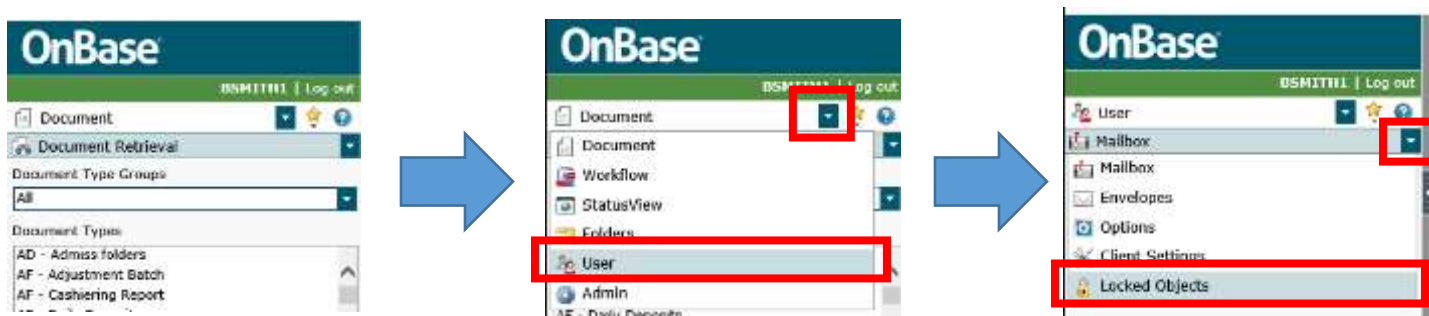 OnBase
BSMITH1 | Log out
Document
Document Retrieval
Document Type Groups
All
Document Types
AD - Admiss folders
AF - Adjustment Batch
AF - Cashiering Report
OnBase
BSMITH1 | Log out
Document
Document
Workflow
StatusView
Folders
User
Admin
AF - Daily Deposits
OnBase
BSMITH1 | Log out
User
Mailbox
Mailbox
Envelopes
Options
Client Settings
Locked Objects